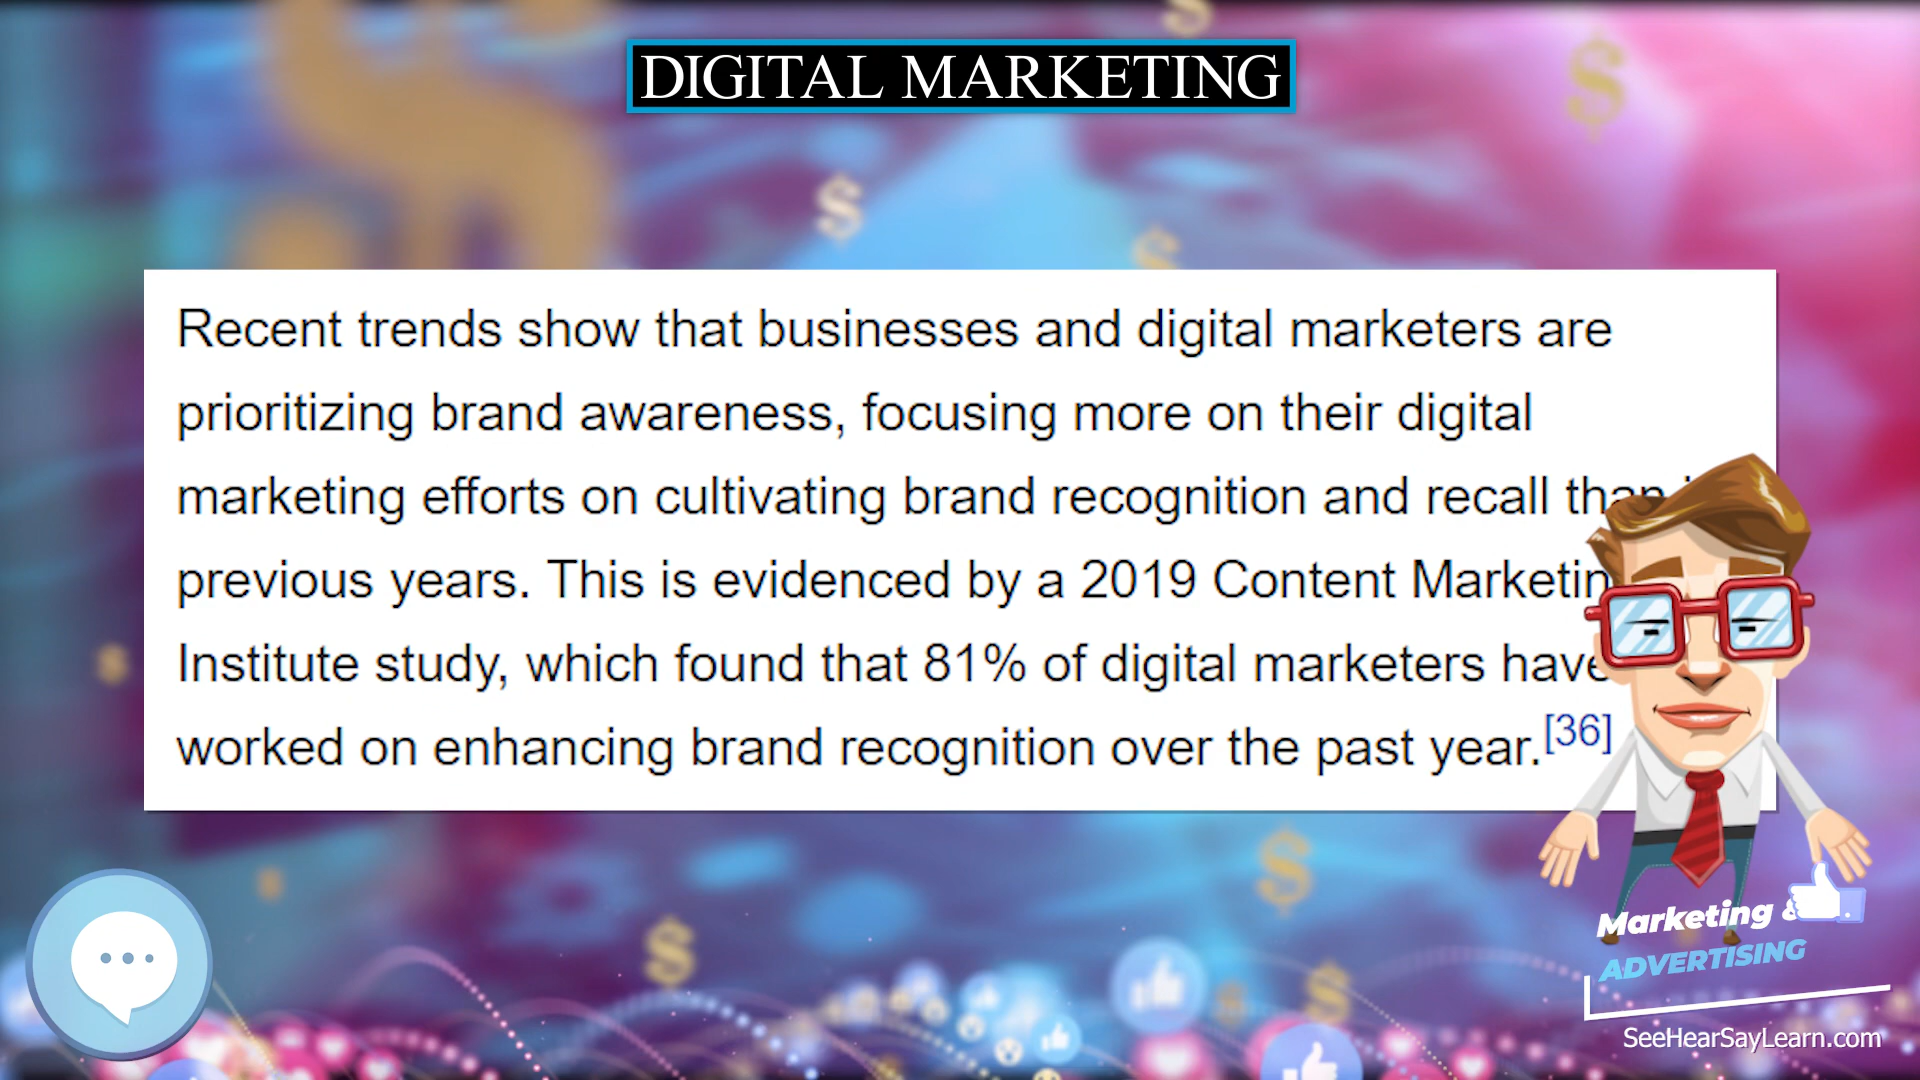 DIGITAL MARKETING
Recent trends show that businesses and digital marketers are
prioritizing brand awareness, focusing more on their digital
marketing efforts on cultivating brand recognition and recall than
previous years. This is evidenced by a 2019 Content Marketin
Institute study, which found that 81% of digital marketers have
worked on enhancing brand recognition over the past year.[36]
Marketing &
ADVERTISING
SeeHearSayLearn.com